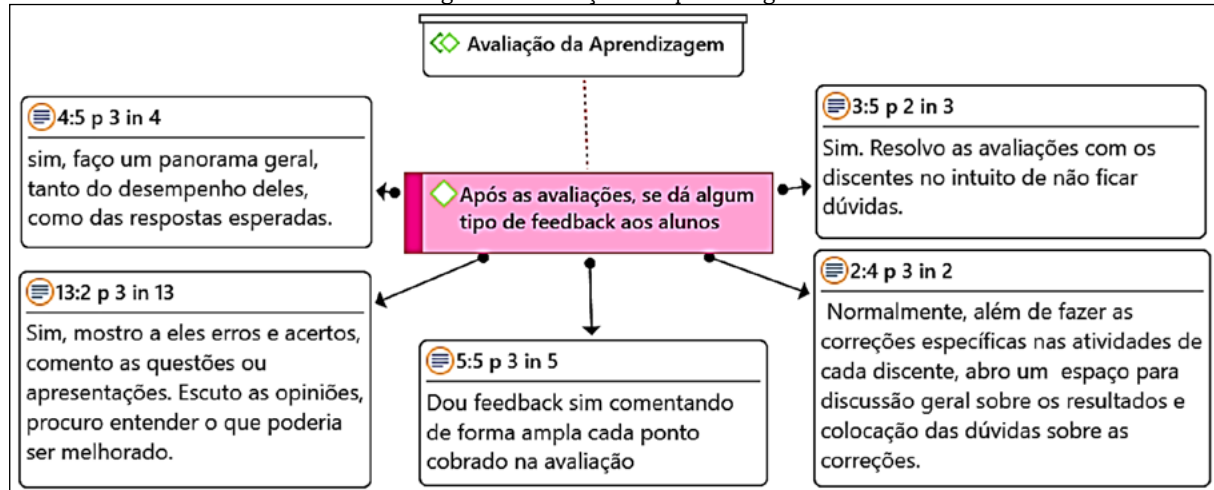 Avaliação da Aprendizagem
4:5 p 3 in 4
sim, faço um panorama geral,
tanto do desempenho deles,
como das respostas esperadas.
3:5 p 2 in 3
Sim. Resolvo as avaliações com os
discentes no intuito de não ficar
dúvidas.
Após as avaliações, se dá algum
tipo de feedback aos alunos
13:2 p 3 in 13
Sim, mostro a eles erros e acertos,
comento as questões ou
apresentações. Escuto as opiniões,
procuro entender o que poderia
ser melhorado.
5:5 p 3 in 5
Dou feedback sim comentando
de forma ampla cada ponto
cobrado na avaliação
2:4 p 3 in 2
Normalmente, além de fazer as
correções específicas nas atividades de
cada discente, abro um espaço para
discussão geral sobre os resultados e
colocação das dúvidas sobre as
correções.